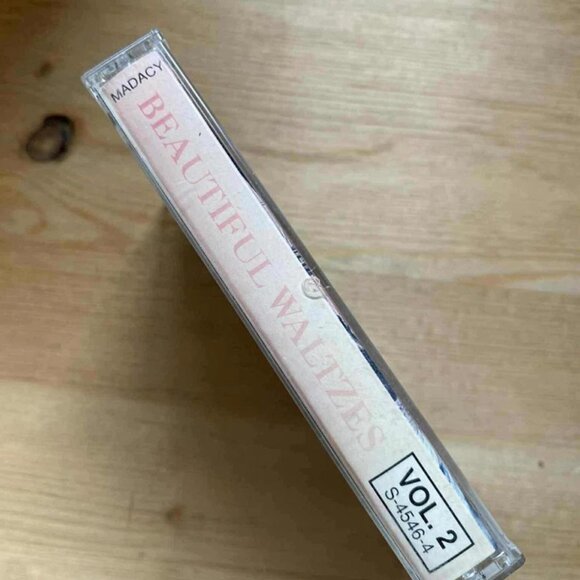 MADACY
BEAUTIFUL WALTZES
VOL. 2
S-4546-4